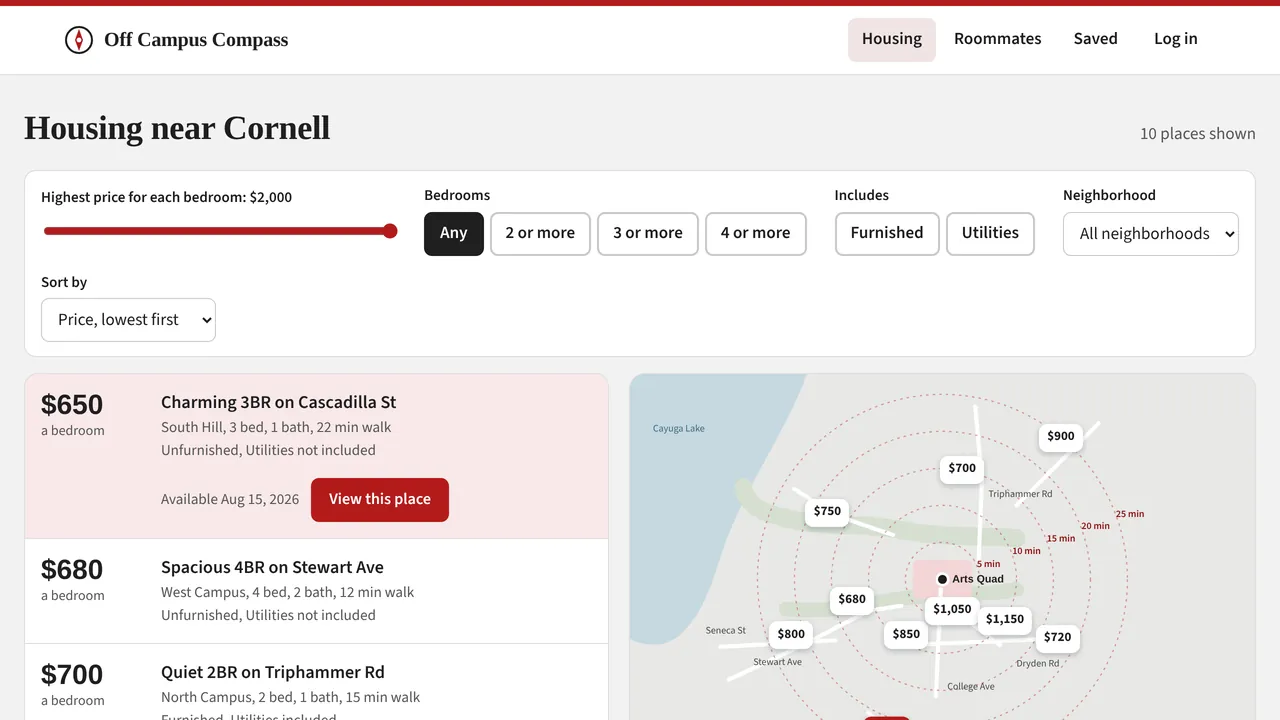 Off Campus Compass
Housing
Roommates
Saved
Log in
Housing near Cornell
10 places shown
Highest price for each bedroom: $2,000
Bedrooms
Any
2 or more
3 or more
4 or more
Includes
Furnished
Utilities
Neighborhood
All neighborhoods
Sort by
Price, lowest first
$650
a bedroom
Charming 3BR on Cascadilla St
South Hill, 3 bed, 1 bath, 22 min walk
Unfurnished, Utilities not included
Available Aug 15, 2026
View this place
$680
a bedroom
Spacious 4BR on Stewart Ave
West Campus, 4 bed, 2 bath, 12 min walk
Unfurnished, Utilities not included
$700
a bedroom
Quiet 2BR on Triphammer Rd
North Campus, 2 bed, 1 bath, 15 min walk
Furnished, Utilities included
Cayuga Lake
$900
$700
Triphammer Rd
$750
25 min
20 min
15 min
10 min
5 min
Arts Quad
$680
$1,050
$1,150
Seneca St
$800
$850
$720
Stewart Ave
Dryden Rd
College Ave